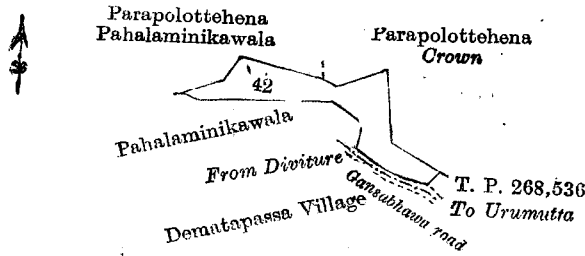 Parapolottehena
Pahalaminikawala
Parapolottehena
Crown
42
Pahalaminikawala
From Diviture
T. P. 268,536
Gansabhawa road
To Urumutta
Dematapassa Village